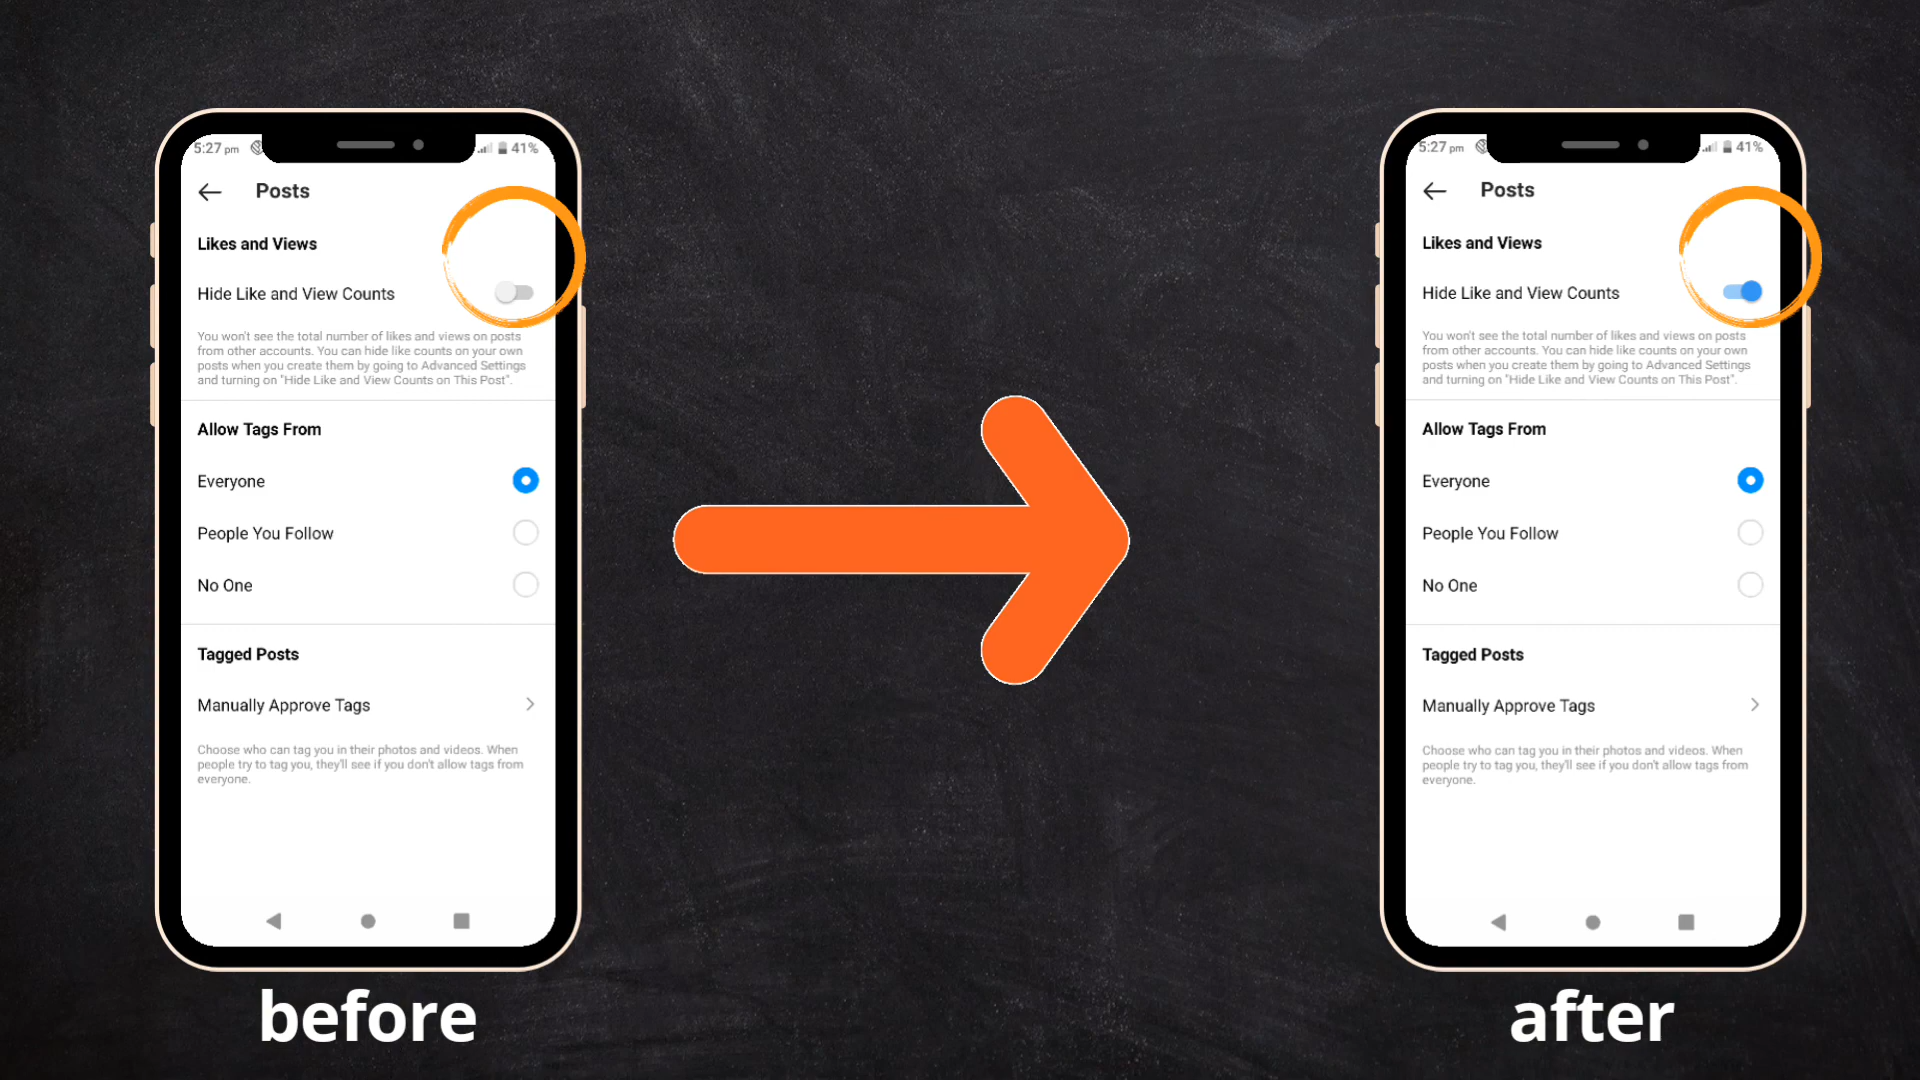 5:27 pm
41%
Posts
Likes and Views
Hide Like and View Counts
You won't see the total number of likes and views on posts
from other accounts. You can hide like counts on your own
posts when you create them by going to Advanced Settings
and turning on "Hide Like and View Counts on This Post".
Allow Tags From
Everyone
People You Follow
No One
Tagged Posts
Manually Approve Tags
Choose who can tag you in their photos and videos. When
people try to tag you, they'll see if you don't allow tags from
everyone.
before
5:27 pm
41%
Posts
Likes and Views
Hide Like and View Counts
You won't see the total number of likes and views on posts
from other accounts. You can hide like counts on your own
posts when you create them by going to Advanced Settings
and turning on "Hide Like and View Counts on This Post".
Allow Tags From
Everyone
People You Follow
No One
Tagged Posts
Manually Approve Tags
Choose who can tag you in their photos and videos. When
people try to tag you, they'll see if you don't allow tags from
everyone.
after